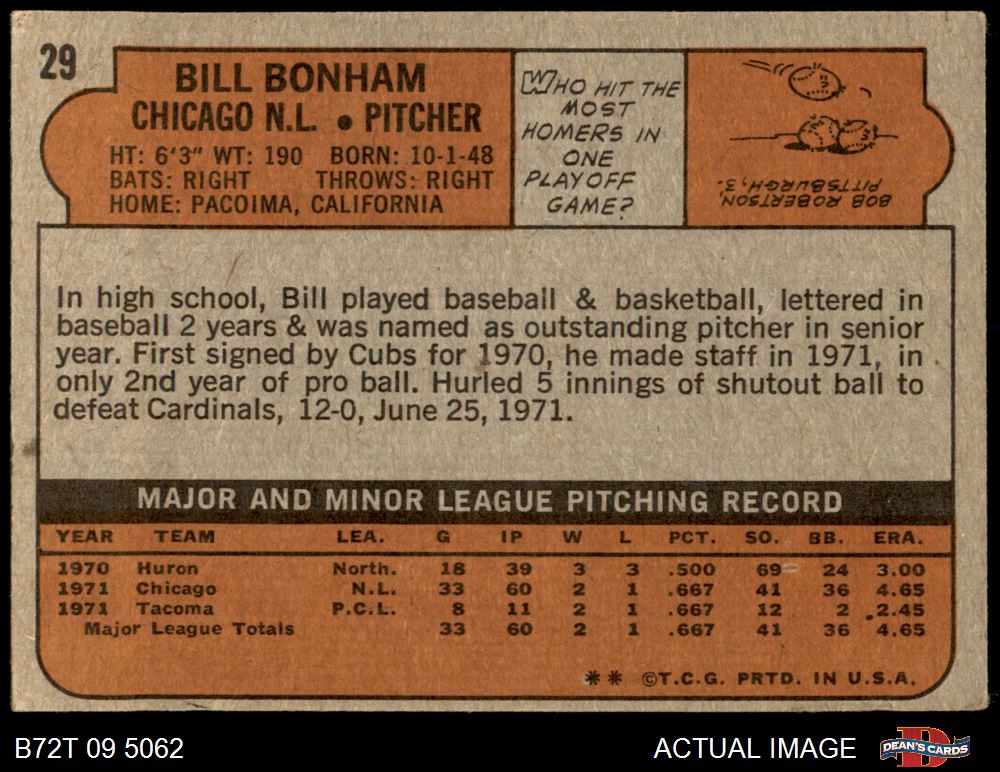 29
BILL BONHAM
CHICAGO N.L. • PITCHER
HT: 6'3" WT: 190 BORN: 10-1-48
BATS: RIGHT THROWS: RIGHT
HOME: PACOIMA, CALIFORNIA
WHO HIT THE
MOST
HOMERS IN
ONE
PLAYOFF
GAME?
BOB ROBERTSON,
PITTSBURGH, 3.
In high school, Bill played baseball & basketball, lettered in
baseball 2 years & was named as outstanding pitcher in senior
year. First signed by Cubs for 1970, he made staff in 1971, in
only 2nd year of pro ball. Hurled 5 innings of shutout ball to
defeat Cardinals, 12-0, June 25, 1971.
MAJOR AND MINOR LEAGUE PITCHING RECORD
YEAR TEAM LEA. G IP W L PCT. SO. BB. ERA.
1970 Huron North. 18 39 3 3 .500 69 24 3.00
1971 Chicago N.L. 33 60 2 1 .667 41 36 4.65
1971 Tacoma P.C.L. 8 11 2 1 .667 12 2 2.45
Major League Totals 33 60 2 1 .667 41 36 4.65
** ©T.C.G. PRTD. IN U.S.A.
B72T 09 5062
ACTUAL IMAGE
DEAN'S CARDS